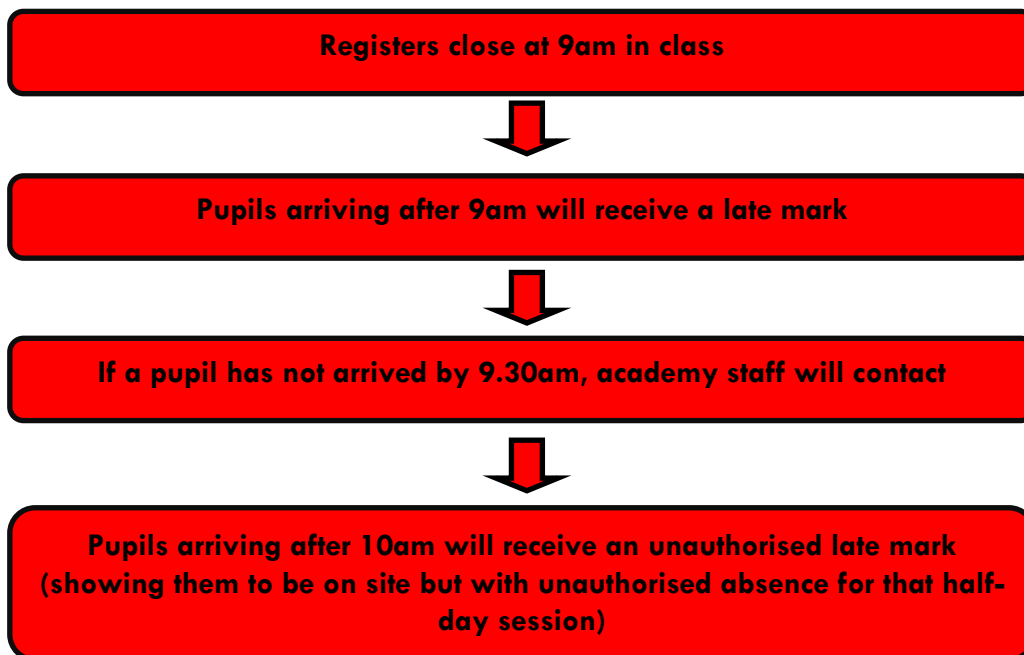 Registers close at 9am in class
Pupils arriving after 9am will receive a late mark
If a pupil has not arrived by 9.30am, academy staff will contact
Pupils arriving after 10am will receive an unauthorised late mark
(showing them to be on site but with unauthorised absence for that half-
day session)